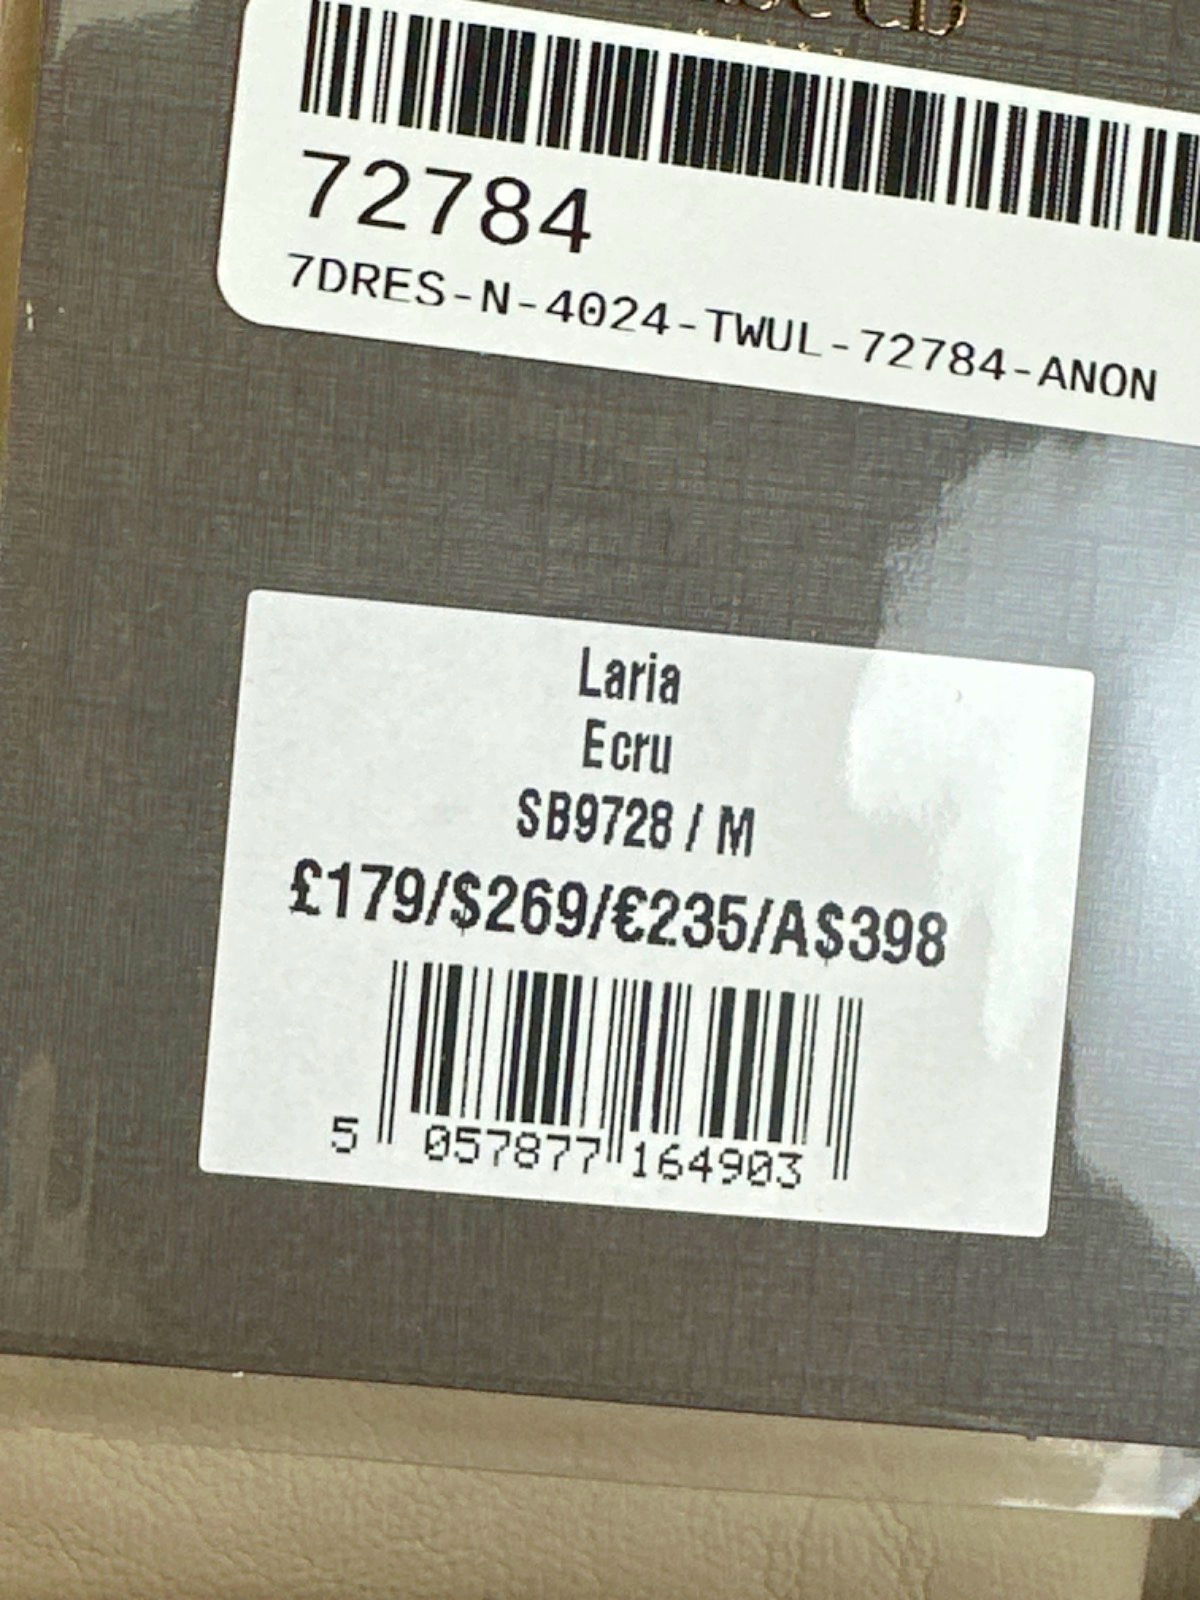 72784
7DRES-N-4024-TWUL-72784-ANON
Laria
Ecru
SB9728 / M
£179/$269/€235/A$398
5 057877 164903